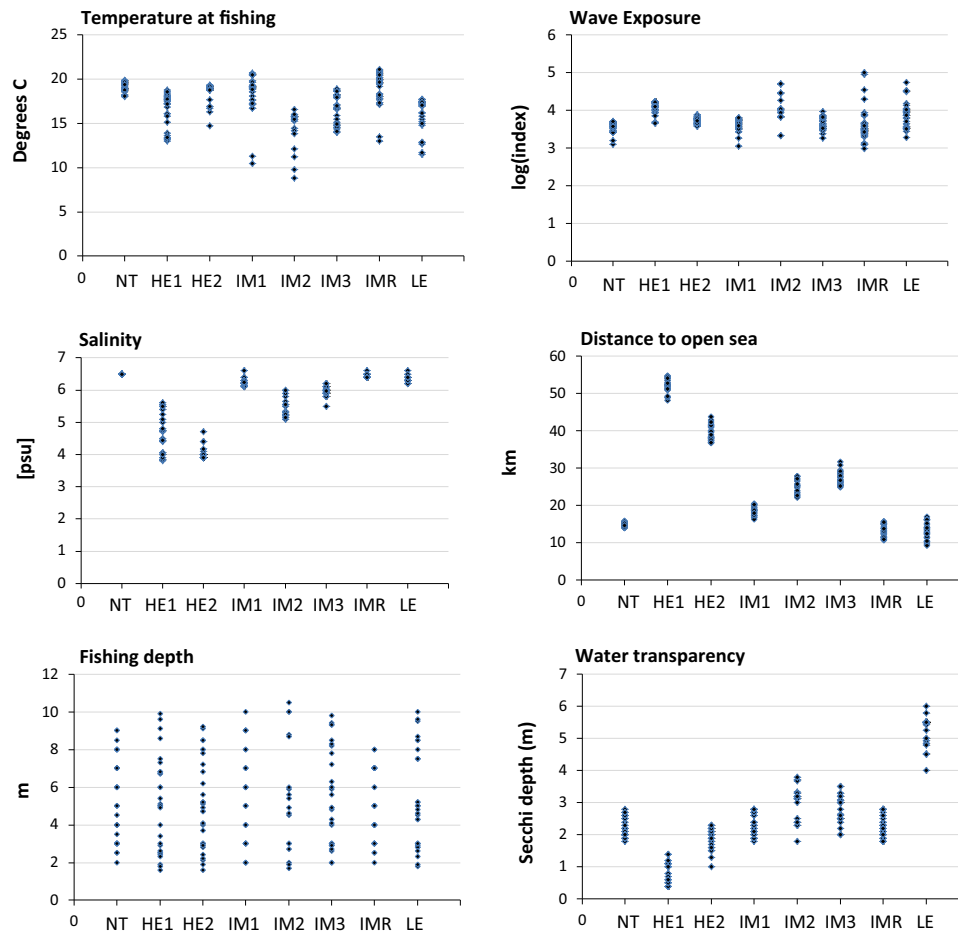 Temperature at fishing
Degrees C
25
20
15
10
5
0
0 NT HE1 HE2 IM1 IM2 IM3 IMR LE
Wave Exposure
log(index)
6
5
4
3
2
1
0
0 NT HE1 HE2 IM1 IM2 IM3 IMR LE
Salinity
[psu]
7
6
5
4
3
2
1
0
0 NT HE1 HE2 IM1 IM2 IM3 IMR LE
Distance to open sea
km
60
50
40
30
20
10
0
0 NT HE1 HE2 IM1 IM2 IM3 IMR LE
Fishing depth
m
12
10
8
6
4
2
0
0 NT HE1 HE2 IM1 IM2 IM3 IMR LE
Water transparency
Secchi depth (m)
7
6
5
4
3
2
1
0
0 NT HE1 HE2 IM1 IM2 IM3 IMR LE